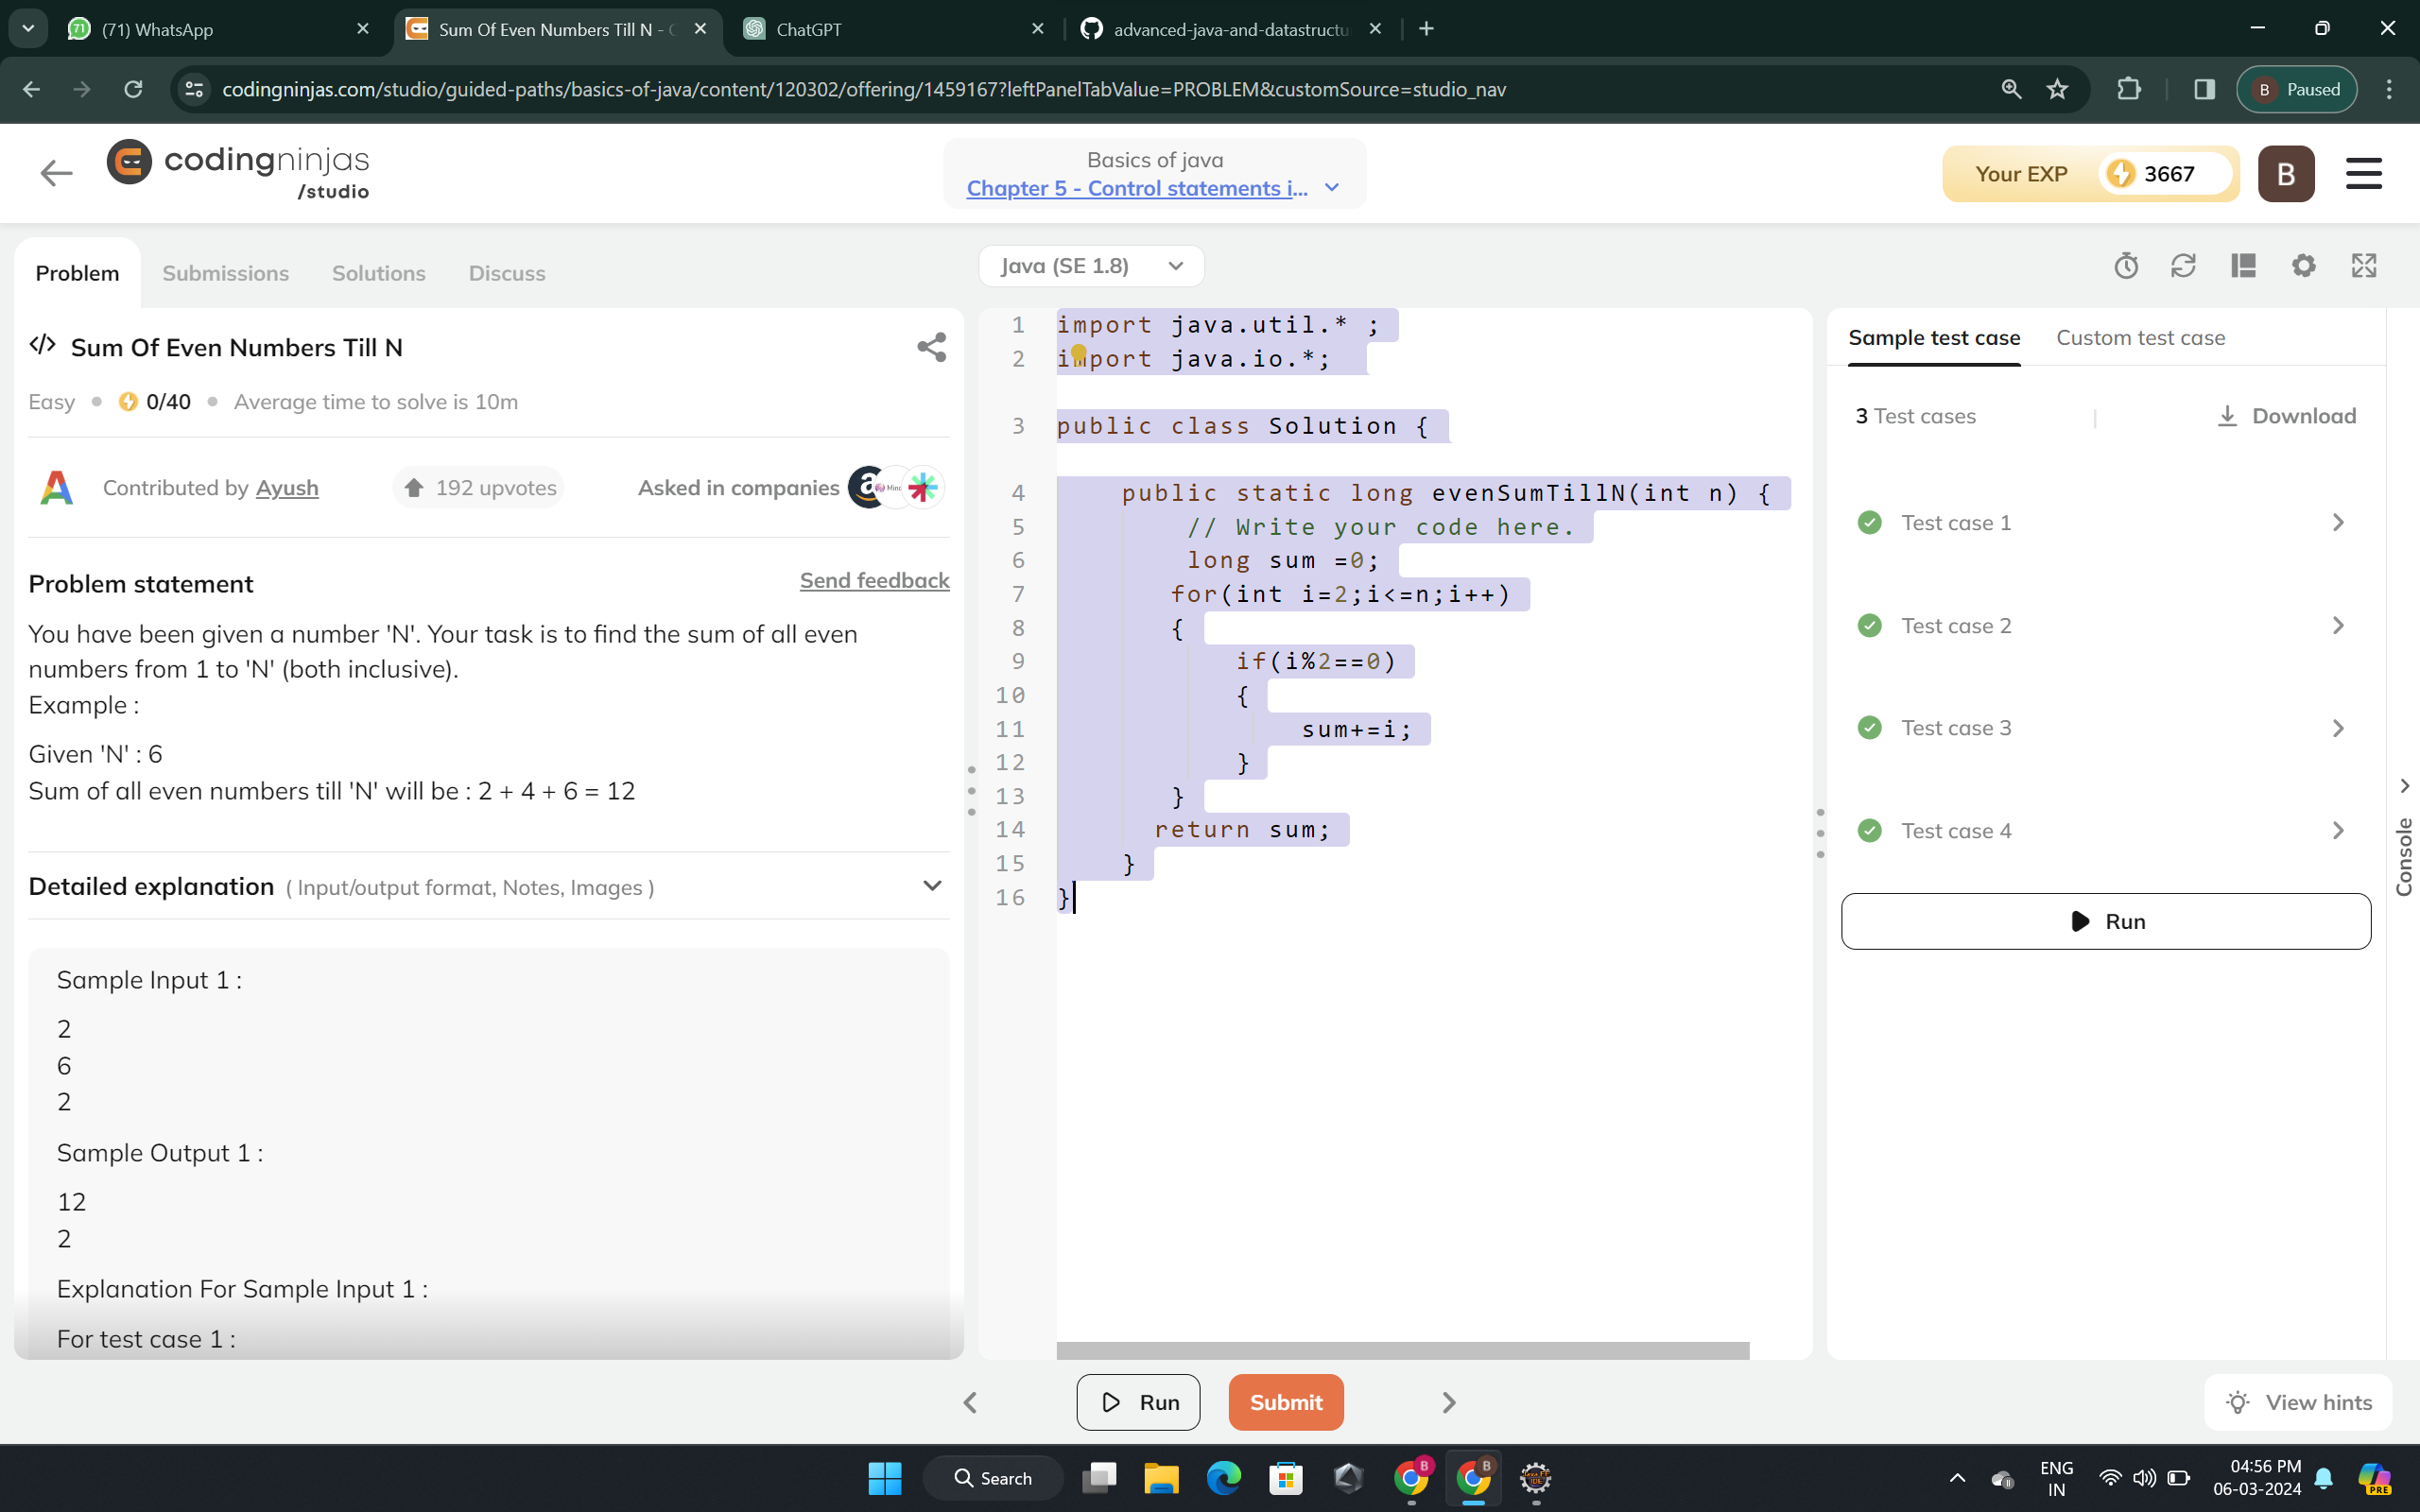 71
(71) WhatsApp
Sum Of Even Numbers Till N - C
ChatGPT
advanced-java-and-datastructu
codingninjas.com/studio/guided-paths/basics-of-java/content/120302/offering/1459167?leftPanelTabValue=PROBLEM&customSource=studio_nav
B Paused
codingninjas
/studio
Basics of java
Chapter 5 - Control statements i...
Your EXP 3667
B
Problem Submissions Solutions Discuss
Java (SE 1.8)
</> Sum Of Even Numbers Till N
Easy 0/40 Average time to solve is 10m
Contributed by Ayush 192 upvotes Asked in companies a
Problem statement
Send feedback
You have been given a number 'N'. Your task is to find the sum of all even
numbers from 1 to 'N' (both inclusive).
Example :
Given 'N' : 6
Sum of all even numbers till 'N' will be : 2 + 4 + 6 = 12
Detailed explanation ( Input/output format, Notes, Images )
Sample Input 1 :
2
6
2
Sample Output 1 :
12
2
Explanation For Sample Input 1 :
For test case 1 :
1 import java.util.* ;
2 import java.io.*;
3 public class Solution {
4 public static long evenSumTillN(int n) {
5 // Write your code here.
6 long sum =0;
7 for(int i=2;i<=n;i++)
8 {
9 if(i%2==0)
10 {
11 sum+=i;
12 }
13 }
14 return sum;
15 }
16 }
Sample test case Custom test case
3 Test cases | Download
Test case 1
Test case 2
Test case 3
Test case 4
Run
Console
Run
Submit
View hints
Search
B
B
ENG
IN
04:56 PM
06-03-2024
PRE